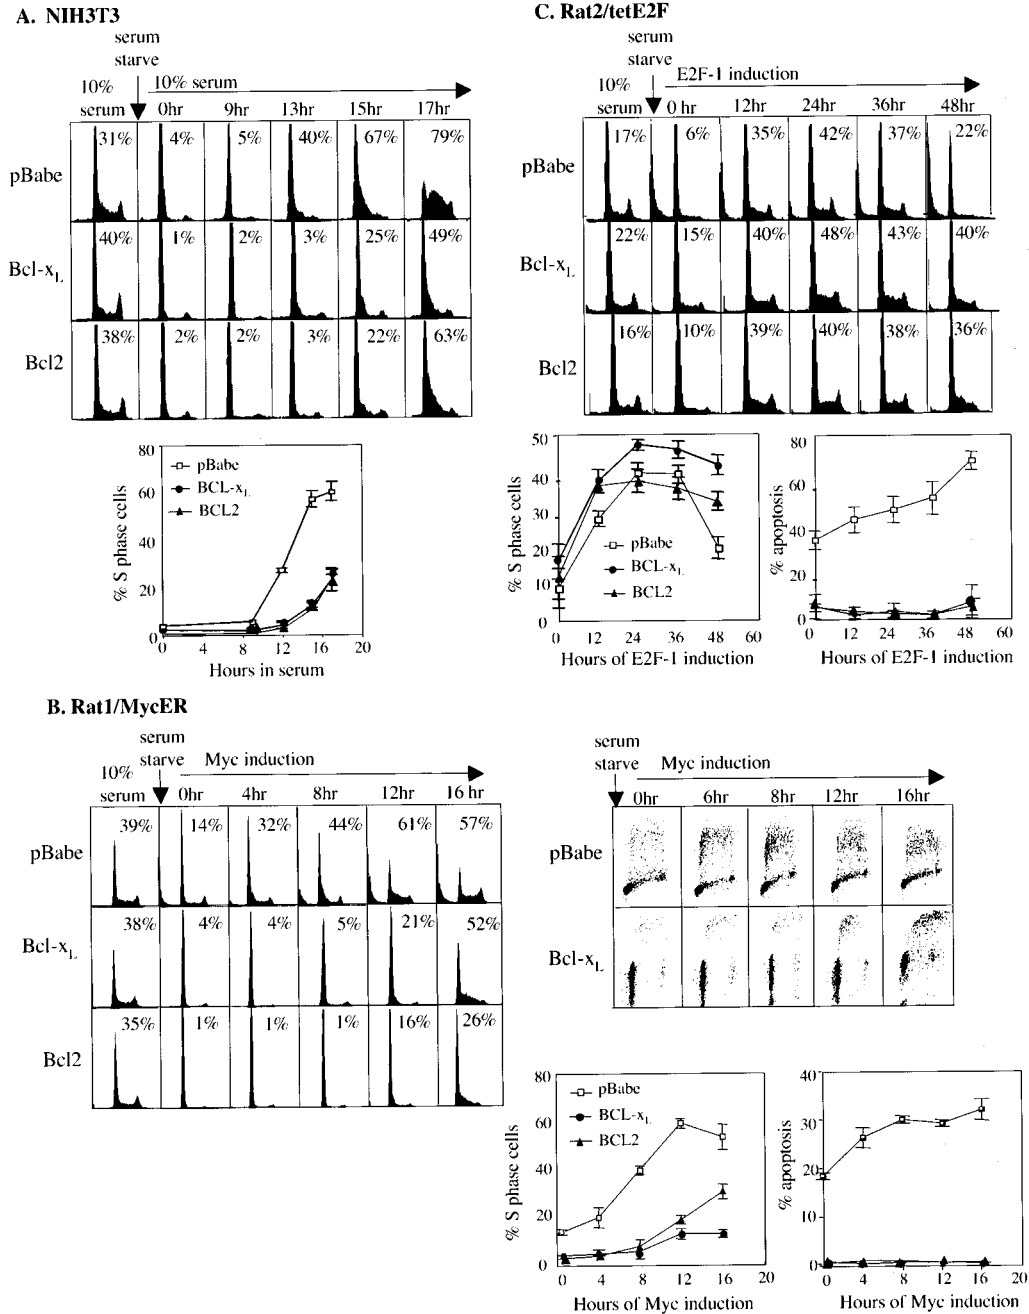 A. NIH3T3
serum
starve
10%
serum
10% serum
0hr 9hr 13hr 15hr 17hr
pBabe
31% 4% 5% 40% 67% 79%
Bcl-xL
40% 1% 2% 3% 25% 49%
Bcl2
38% 2% 2% 3% 22% 63%
80
60
40
20
0
% S phase cells
pBabe
BCL-xL
BCL2
0 4 8 12 16 20
Hours in serum
C. Rat2/tetE2F
serum
starve
10%
serum
E2F-1 induction
0 hr 12hr 24hr 36hr 48hr
pBabe
17% 6% 35% 42% 37% 22%
Bcl-xL
22% 15% 40% 48% 43% 40%
Bcl2
16% 10% 39% 40% 38% 36%
50
40
30
20
10
0
% S phase cells
pBabe
BCL-xL
BCL2
0 12 24 36 48 60
Hours of E2F-1 induction
80
60
40
20
0
% apoptosis
0 12 24 36 48 60
Hours of E2F-1 induction
B. Rat1/MycER
serum
starve
10%
serum
Myc induction
0hr 4hr 8hr 12hr 16 hr
pBabe
39% 14% 32% 44% 61% 57%
Bcl-xL
38% 4% 4% 5% 21% 52%
Bcl2
35% 1% 1% 1% 16% 26%
serum
starve
Myc induction
0hr 6hr 8hr 12hr 16hr
pBabe
Bcl-xL
80
60
40
20
0
% S phase cells
pBabe
BCL-xL
BCL2
0 4 8 12 16 20
Hours of Myc induction
40
30
20
10
0
% apoptosis
0 4 8 12 16 20
Hours of Myc induction